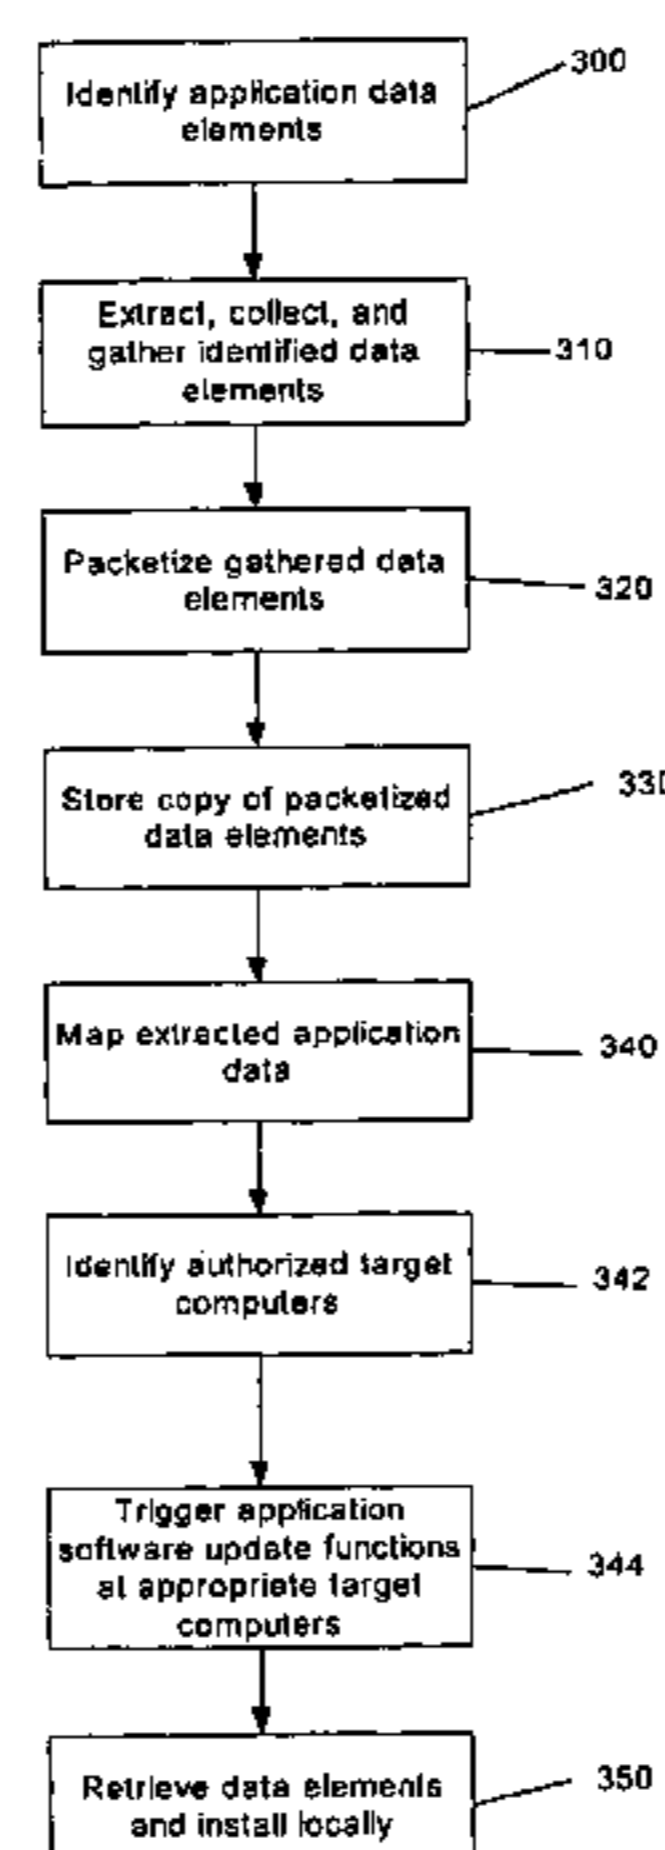 Identify application data
elements
300
Extract, collect, and
gather identified data
elements
310
Packetize gathered data
elements
320
Store copy of packetized
data elements
330
Map extracted application
data
340
Identify authorized target
computers
342
Trigger application
software update functions
at appropriate target
computers
344
Retrieve data elements
and install locally
350